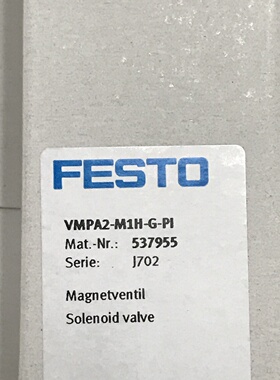 FESTO
VMPA2-M1H-G-PI
Mat.-Nr.: 537955
Serie: J702
Magnetventil
Solenoid valve